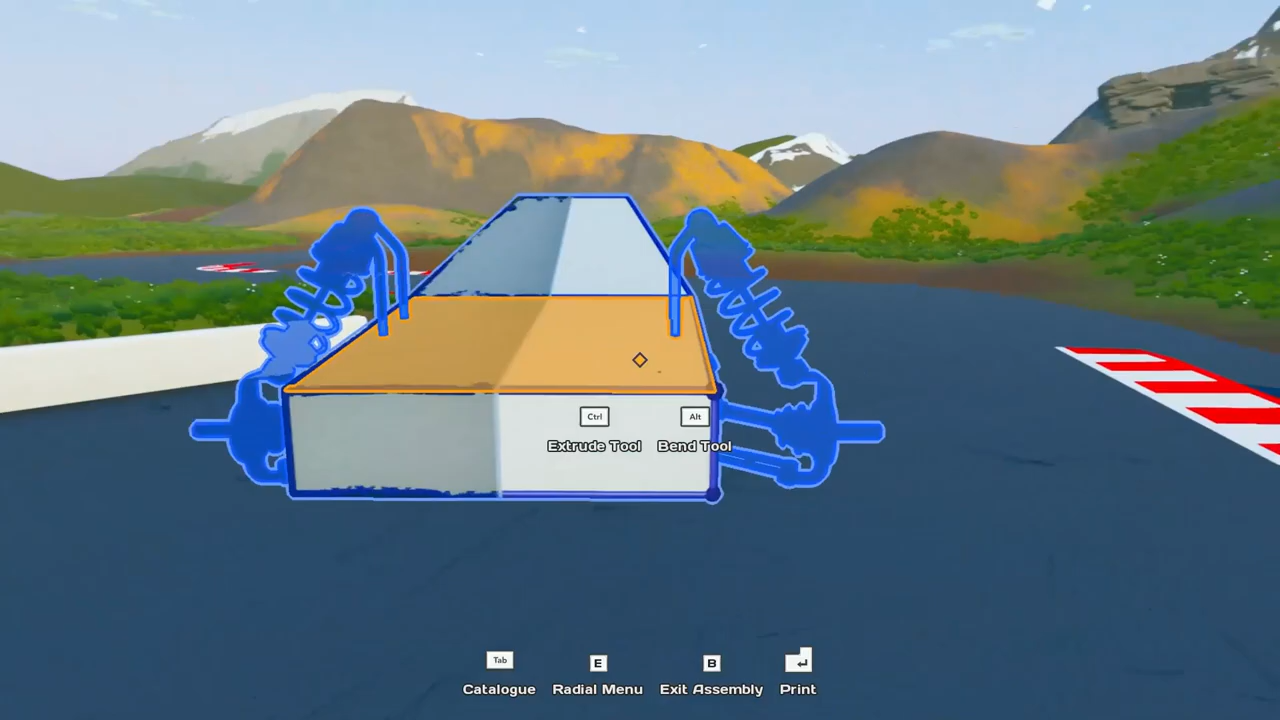 Ctrl Alt
Extrude Tool Bend Tool
Tab E B
Catalogue Radial Menu Exit Assembly Print